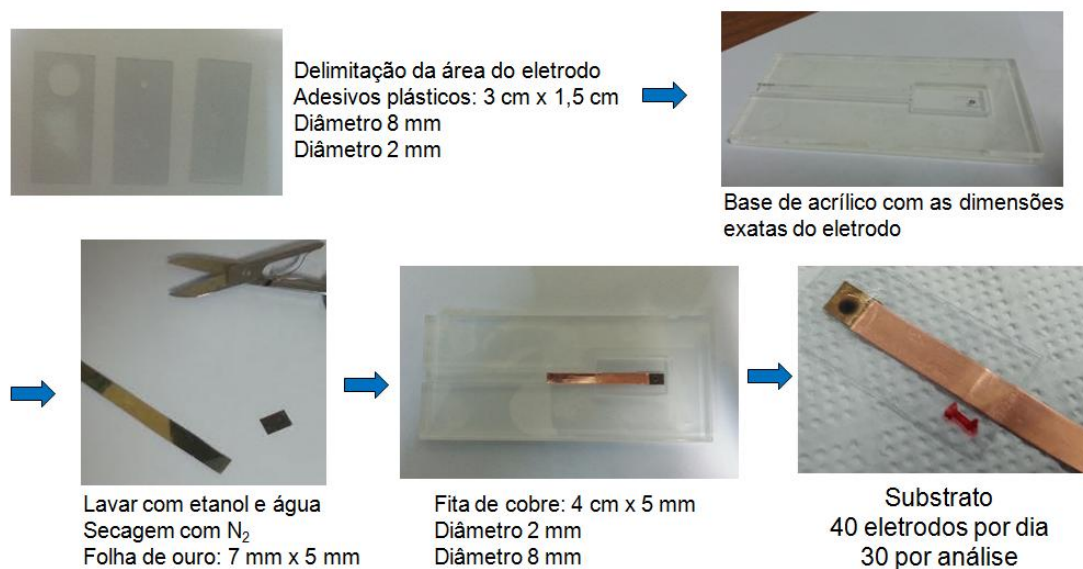 Delimitação da área do eletrodo
Adesivos plásticos: 3 cm x 1,5 cm
Diâmetro 8 mm
Diâmetro 2 mm
Base de acrílico com as dimensões
exatas do eletrodo
Lavar com etanol e água
Secagem com N₂
Folha de ouro: 7 mm x 5 mm
Fita de cobre: 4 cm x 5 mm
Diâmetro 2 mm
Diâmetro 8 mm
Substrato
40 eletrodos por dia
30 por análise